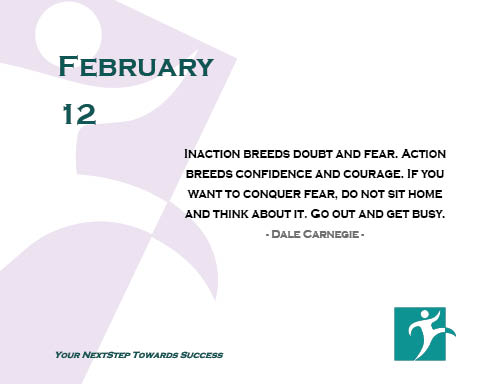 February
12
Inaction breeds doubt and fear. Action
breeds confidence and courage. If you
want to conquer fear, do not sit home
and think about it. Go out and get busy.
- Dale Carnegie -
Your NextStep Towards Success